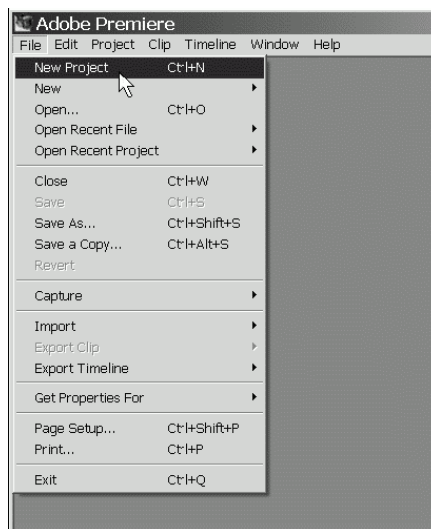 Adobe Premiere
File Edit Project Clip Timeline Window Help
New Project Ctrl+N
New
Open... Ctrl+O
Open Recent File
Open Recent Project
Close Ctrl+W
Save Ctrl+S
Save As... Ctrl+Shift+S
Save a Copy... Ctrl+Alt+S
Revert
Capture
Import
Export Clip
Export Timeline
Get Properties For
Page Setup... Ctrl+Shift+P
Print... Ctrl+P
Exit Ctrl+Q